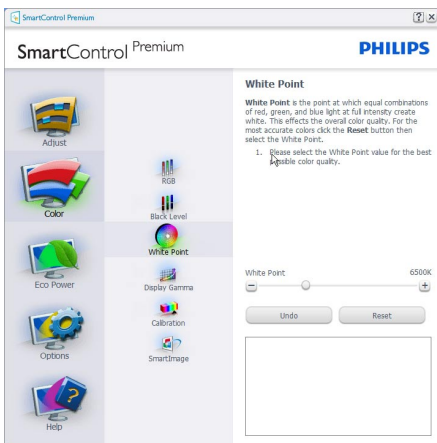 SmartControl Premium
SmartControl Premium
PHILIPS
Adjust
Color
Eco Power
Options
Help
RGB
Black Level
White Point
Display Gamma
Calibration
SmartImage
White Point
White Point is the point at which equal combinations
of red, green, and blue light at full intensity create
white. This effects the overall color quality. For the
most accurate colors click the Reset button then
select the White Point.
1. Please select the White Point value for the best
possible color quality.
White Point 6500K
Undo Reset